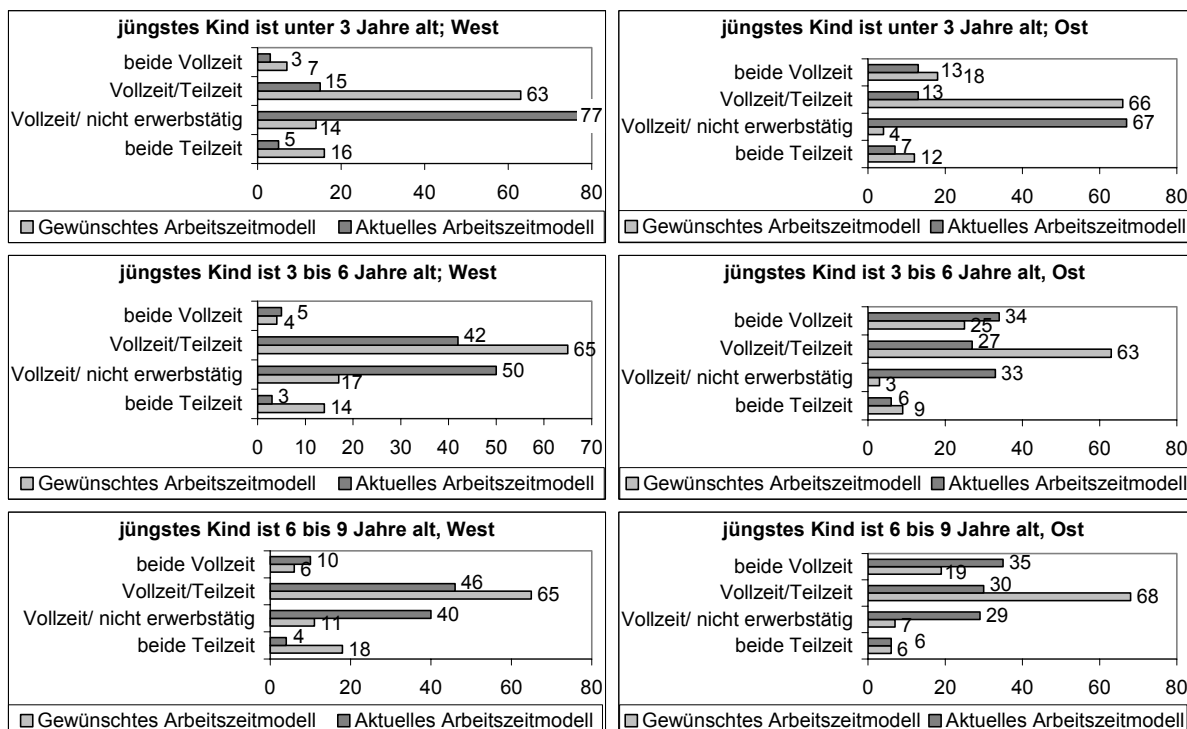 jüngstes Kind ist unter 3 Jahre alt; West
beide Vollzeit 3
7
Vollzeit/Teilzeit 15
63
Vollzeit/ nicht erwerbstätig 77
14
beide Teilzeit 5
16
0 20 40 60 80
Gewünschtes Arbeitszeitmodell Aktuelles Arbeitszeitmodell
jüngstes Kind ist unter 3 Jahre alt; Ost
beide Vollzeit 13
18
Vollzeit/Teilzeit 13
66
Vollzeit/ nicht erwerbstätig 67
4
beide Teilzeit 7
12
0 20 40 60 80
Gewünschtes Arbeitszeitmodell Aktuelles Arbeitszeitmodell
jüngstes Kind ist 3 bis 6 Jahre alt; West
beide Vollzeit 5
4
Vollzeit/Teilzeit 42
65
Vollzeit/ nicht erwerbstätig 50
17
beide Teilzeit 3
14
0 10 20 30 40 50 60 70
Gewünschtes Arbeitszeitmodell Aktuelles Arbeitszeitmodell
jüngstes Kind ist 3 bis 6 Jahre alt, Ost
beide Vollzeit 34
25
Vollzeit/Teilzeit 27
63
Vollzeit/ nicht erwerbstätig 33
3
beide Teilzeit 6
9
0 20 40 60 80
Gewünschtes Arbeitszeitmodell Aktuelles Arbeitszeitmodell
jüngstes Kind ist 6 bis 9 Jahre alt, West
beide Vollzeit 10
6
Vollzeit/Teilzeit 46
65
Vollzeit/ nicht erwerbstätig 40
11
beide Teilzeit 4
18
0 20 40 60 80
Gewünschtes Arbeitszeitmodell Aktuelles Arbeitszeitmodell
jüngstes Kind ist 6 bis 9 Jahre alt, Ost
beide Vollzeit 35
19
Vollzeit/Teilzeit 30
68
Vollzeit/ nicht erwerbstätig 29
7
beide Teilzeit 6
6
0 20 40 60 80
Gewünschtes Arbeitszeitmodell Aktuelles Arbeitszeitmodell